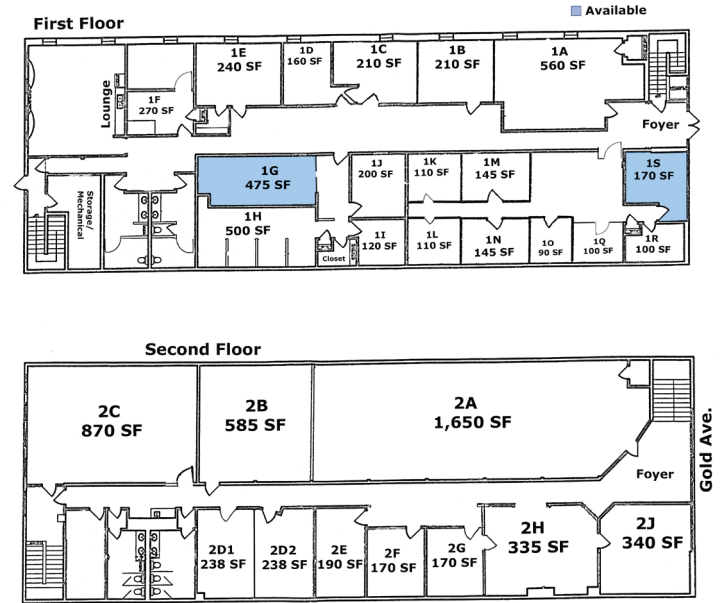 First Floor
Available
1E
240 SF
1D
160 SF
1C
210 SF
1B
210 SF
1A
560 SF
Lounge
1F
270 SF
Foyer
1G
475 SF
1J
200 SF
1K
110 SF
1M
145 SF
1S
170 SF
Storage/
Mechanical
1H
500 SF
1I
120 SF
1L
110 SF
1N
145 SF
1O
90 SF
1Q
100 SF
1R
100 SF
Closet
Second Floor
2C
870 SF
2B
585 SF
2A
1,650 SF
Foyer
Gold Ave.
2D1
238 SF
2D2
238 SF
2E
190 SF
2F
170 SF
2G
170 SF
2H
335 SF
2J
340 SF